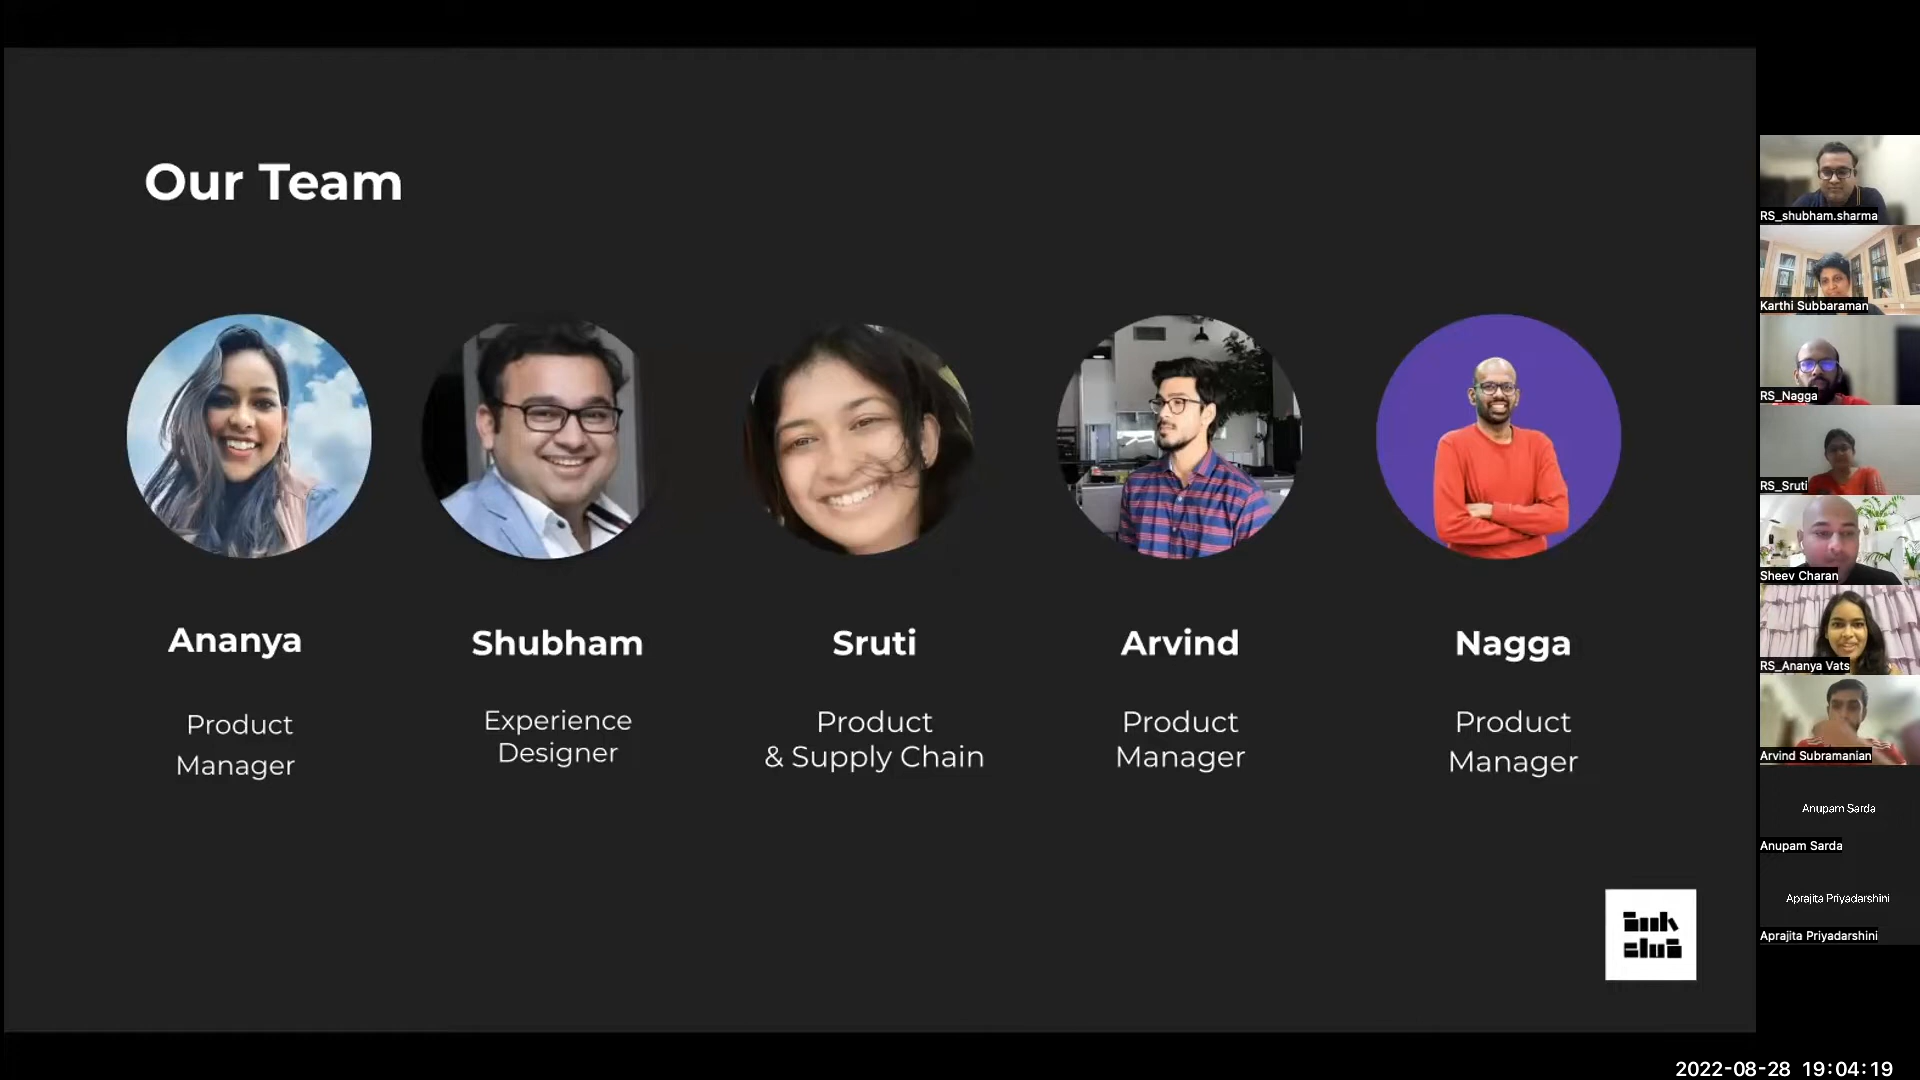 Our Team
Ananya
Product
Manager
Shubham
Experience
Designer
Sruti
Product
& Supply Chain
Arvind
Product
Manager
Nagga
Product
Manager
RS_shubham.sharma
Karthi Subbaraman
RS_Nagga
RS_Sruti
Sheev Charan
RS_Ananya Vats
Arvind Subramanian
Anupam Sarda
Anupam Sarda
Aprajita Priyadarshini
Aprajita Priyadarshini
2022-08-28 19:04:19